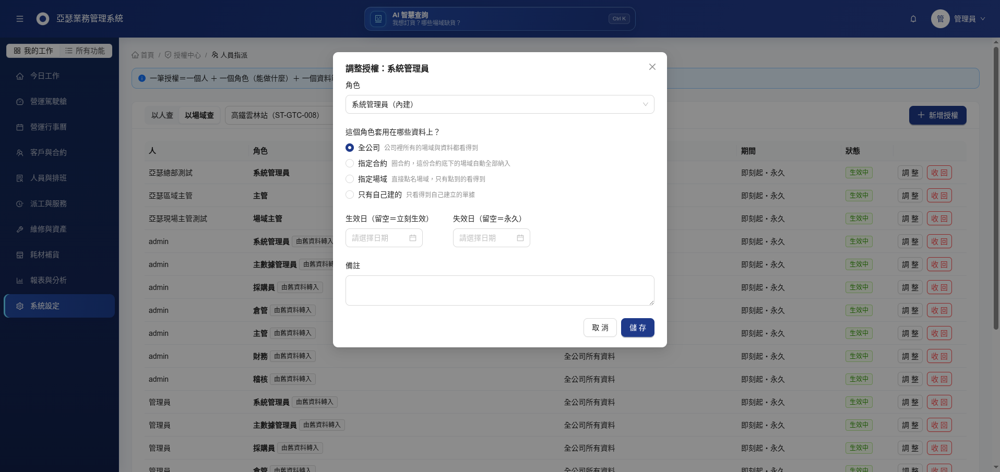 亞瑟業務管理系統
AI 智慧查詢
我想訂貨？哪些場域缺貨？
Ctrl K
管
管理員
我的工作
所有功能
今日工作
營運駕駛艙
營運行事曆
客戶與合約
人員與排班
派工與服務
維修與資產
耗材補貨
報表與分析
系統設定
首頁 / 授權中心 / 人員指派
一筆授權＝一個人 ＋ 一個角色（能做什麼）＋ 一個資料
以人查 以場域查 高鐵雲林站（ST-GTC-008）
新增授權
人 角色 期間 狀態
亞瑟總部測試 系統管理員 即刻起・永久 生效中 調 整 收 回
亞瑟區域主管 主管 即刻起・永久 生效中 調 整 收 回
亞瑟現場主管測試 場域主管 即刻起・永久 生效中 調 整 收 回
admin 系統管理員 由舊資料轉入 即刻起・永久 生效中 調 整 收 回
admin 主數據管理員 由舊資料 即刻起・永久 生效中 調 整 收 回
admin 採購員 由舊資料轉入 即刻起・永久 生效中 調 整 收 回
admin 倉管 由舊資料轉入 即刻起・永久 生效中 調 整 收 回
admin 主管 由舊資料轉入 即刻起・永久 生效中 調 整 收 回
admin 財務 由舊資料轉入 全公司所有資料 即刻起・永久 生效中 調 整 收 回
admin 稽核 由舊資料轉入 全公司所有資料 即刻起・永久 生效中 調 整 收 回
管理員 系統管理員 由舊資料轉入 全公司所有資料 即刻起・永久 生效中 調 整 收 回
管理員 主數據管理員 由舊資料轉入 全公司所有資料 即刻起・永久 生效中 調 整 收 回
管理員 採購員 由舊資料轉入 全公司所有資料 即刻起・永久 生效中 調 整 收 回
管理員 倉管 由舊資料轉入 全公司所有資料 即刻起・永久 生效中 調 整 收 回
調整授權：系統管理員
角色
系統管理員（內建）
這個角色套用在哪些資料上？
全公司 公司裡所有的場域與資料都看得到
指定合約 圈合約，這份合約底下的場域自動全部納入
指定場域 直接點名場域，只有點到的看得到
只有自己建的 只看得到自己建立的單據
生效日（留空＝立刻生效） 失效日（留空＝永久）
請選擇日期 請選擇日期
備註
取 消 儲 存